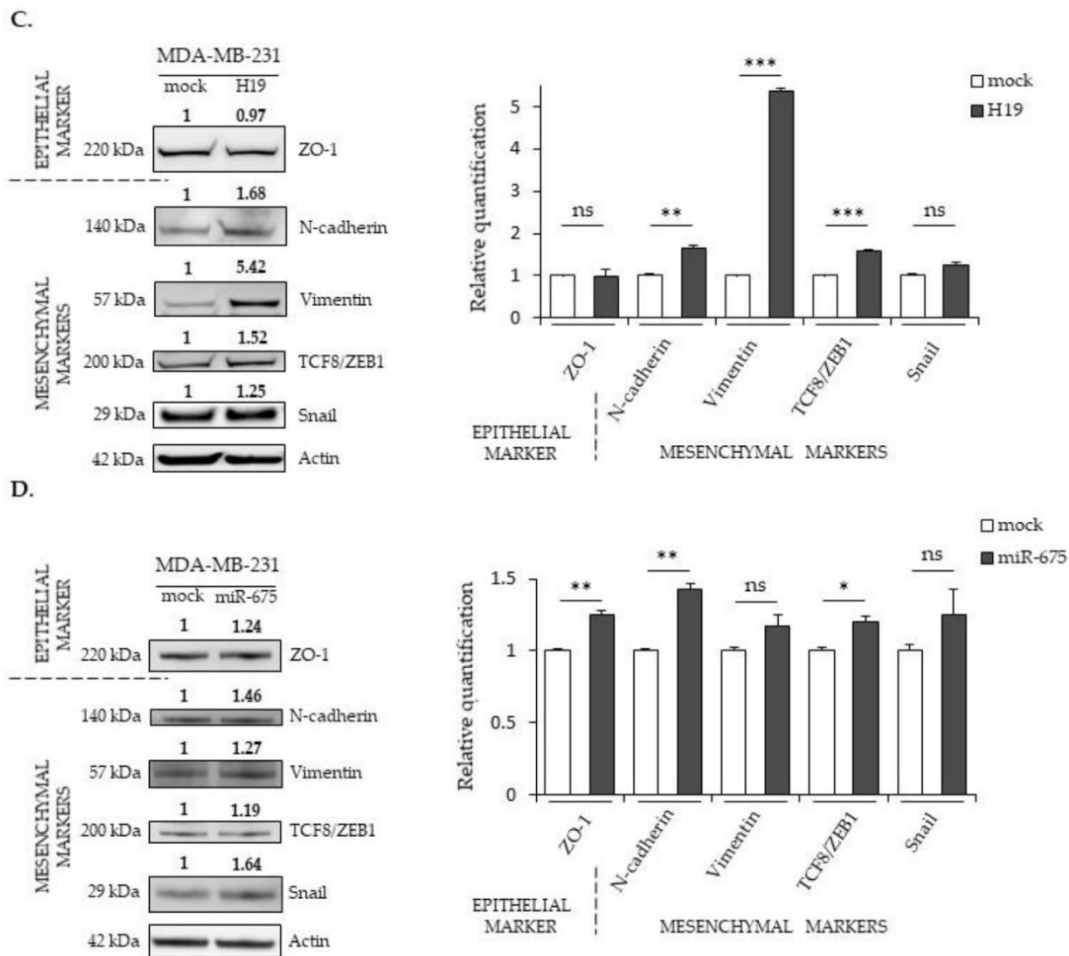 C.
MDA-MB-231
mock H19
EPITHELIAL
MARKER
1 0.97
220 kDa ZO-1
MESENCHYMAL
MARKERS
1 1.68
140 kDa N-cadherin
1 5.42
57 kDa Vimentin
1 1.52
200 kDa TCF8/ZEB1
1 1.25
29 kDa Snail
42 kDa Actin
mock
H19
Relative quantification
5
4
3
2
1
0
ns ** *** *** ns
ZO-1 N-cadherin Vimentin TCF8/ZEB1 Snail
EPITHELIAL
MARKER
MESENCHYMAL MARKERS
D.
MDA-MB-231
mock miR-675
EPITHELIAL
MARKER
1 1.24
220 kDa ZO-1
MESENCHYMAL
MARKERS
1 1.46
140 kDa N-cadherin
1 1.27
57 kDa Vimentin
1 1.19
200 kDa TCF8/ZEB1
1 1.64
29 kDa Snail
42 kDa Actin
mock
miR-675
Relative quantification
1.5
1
0.5
0
** ** ns * ns
ZO-1 N-cadherin Vimentin TCF8/ZEB1 Snail
EPITHELIAL
MARKER
MESENCHYMAL MARKERS